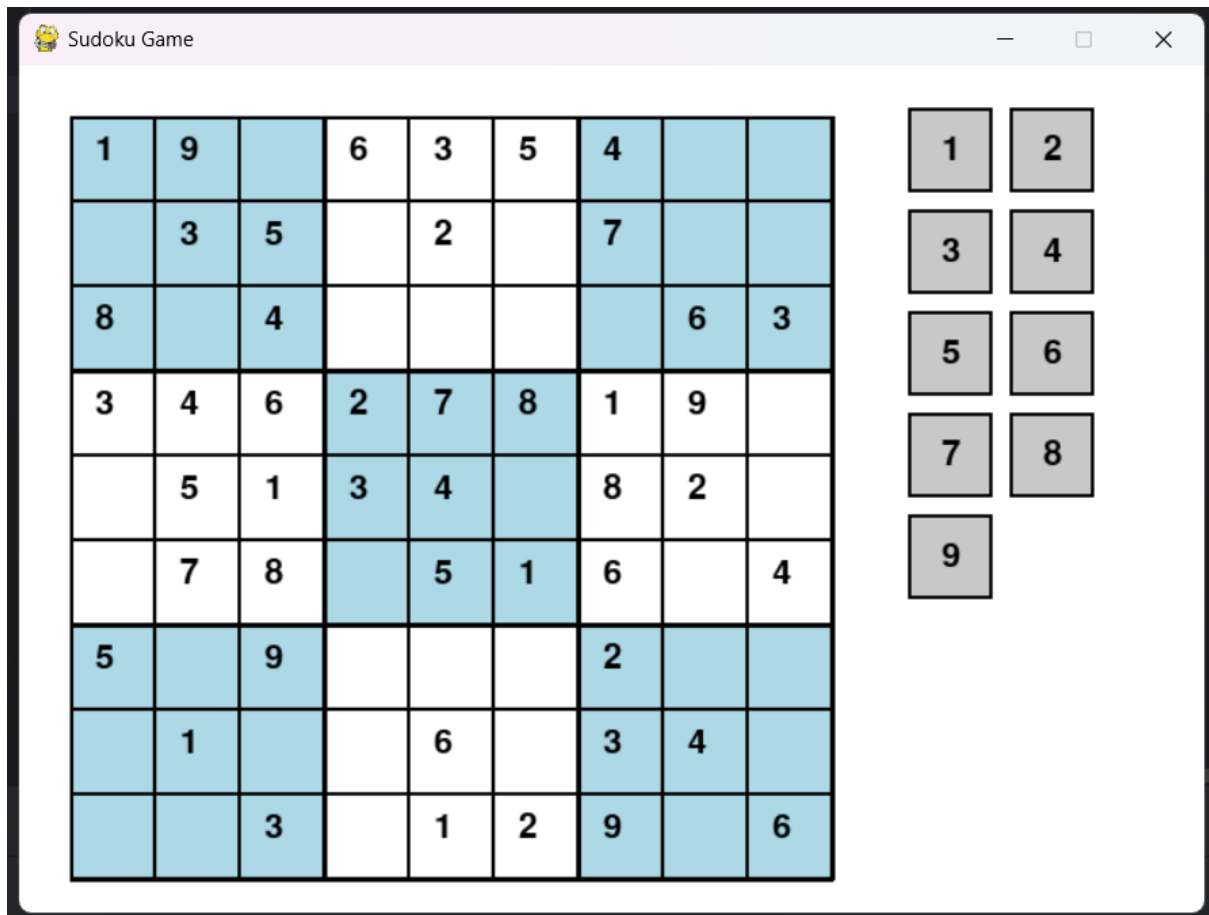 Sudoku Game
1 9 6 3 5 4
3 5 2 7
8 4 6 3
3 4 6 2 7 8 1 9
5 1 3 4 8 2
7 8 5 1 6 4
5 9 2
1 6 3 4
3 1 2 9 6
1 2
3 4
5 6
7 8
9